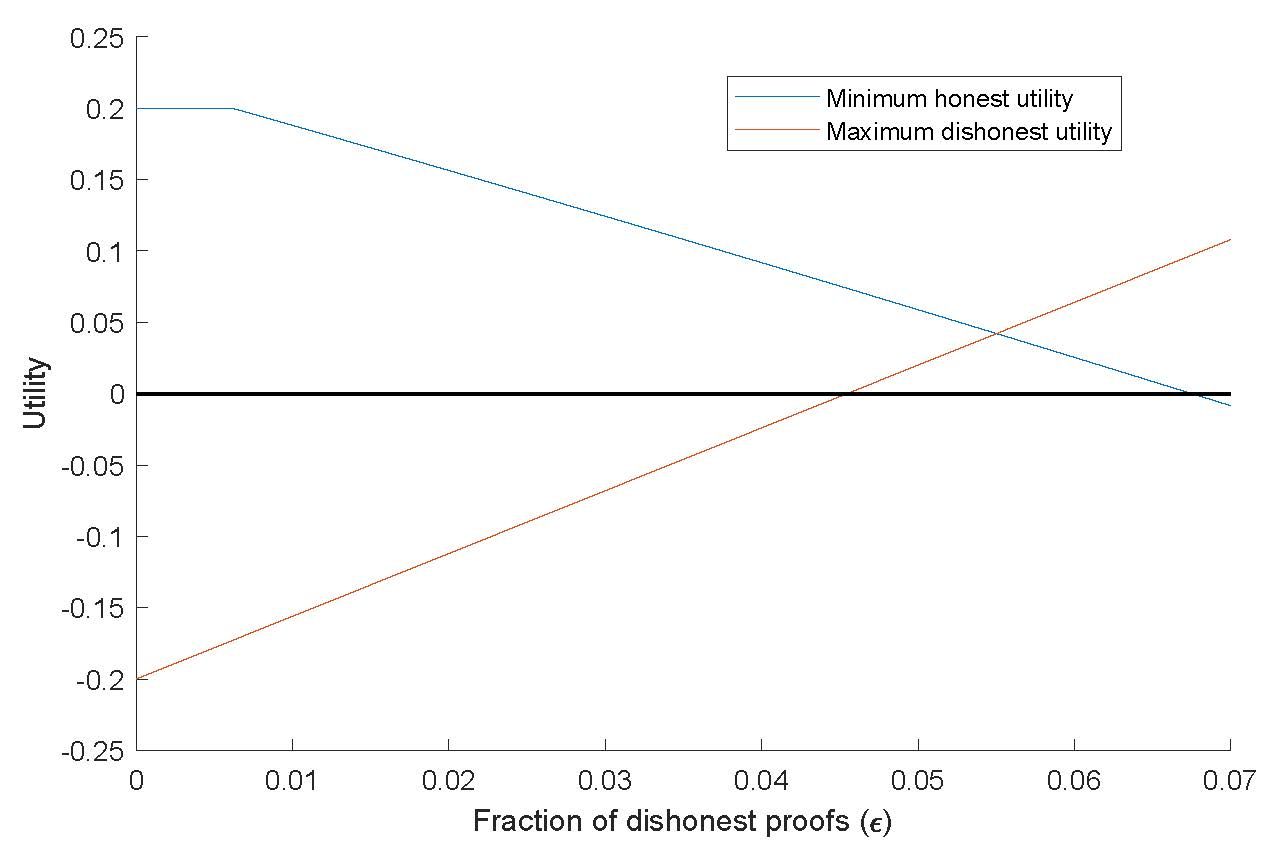 0.25
0.2
0.15
0.1
0.05
0
-0.05
-0.1
-0.15
-0.2
-0.25
Utility
Minimum honest utility
Maximum dishonest utility
0 0.01 0.02 0.03 0.04 0.05 0.06 0.07
Fraction of dishonest proofs (ϵ)